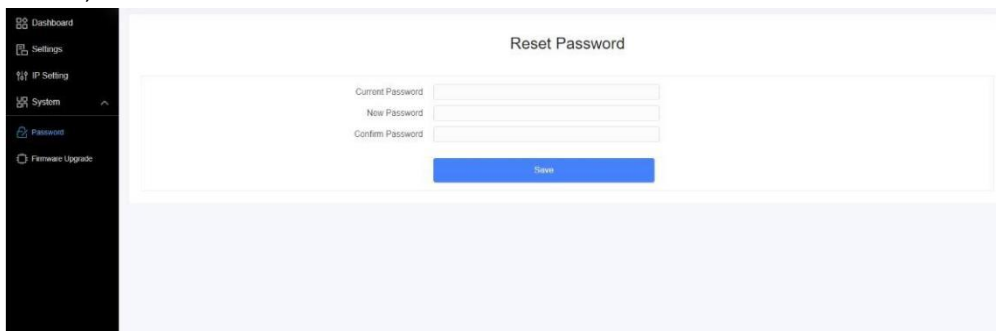 Dashboard
Settings
IP Setting
System
Password
Firmware Upgrade
Reset Password
Current Password
New Password
Confirm Password
Save